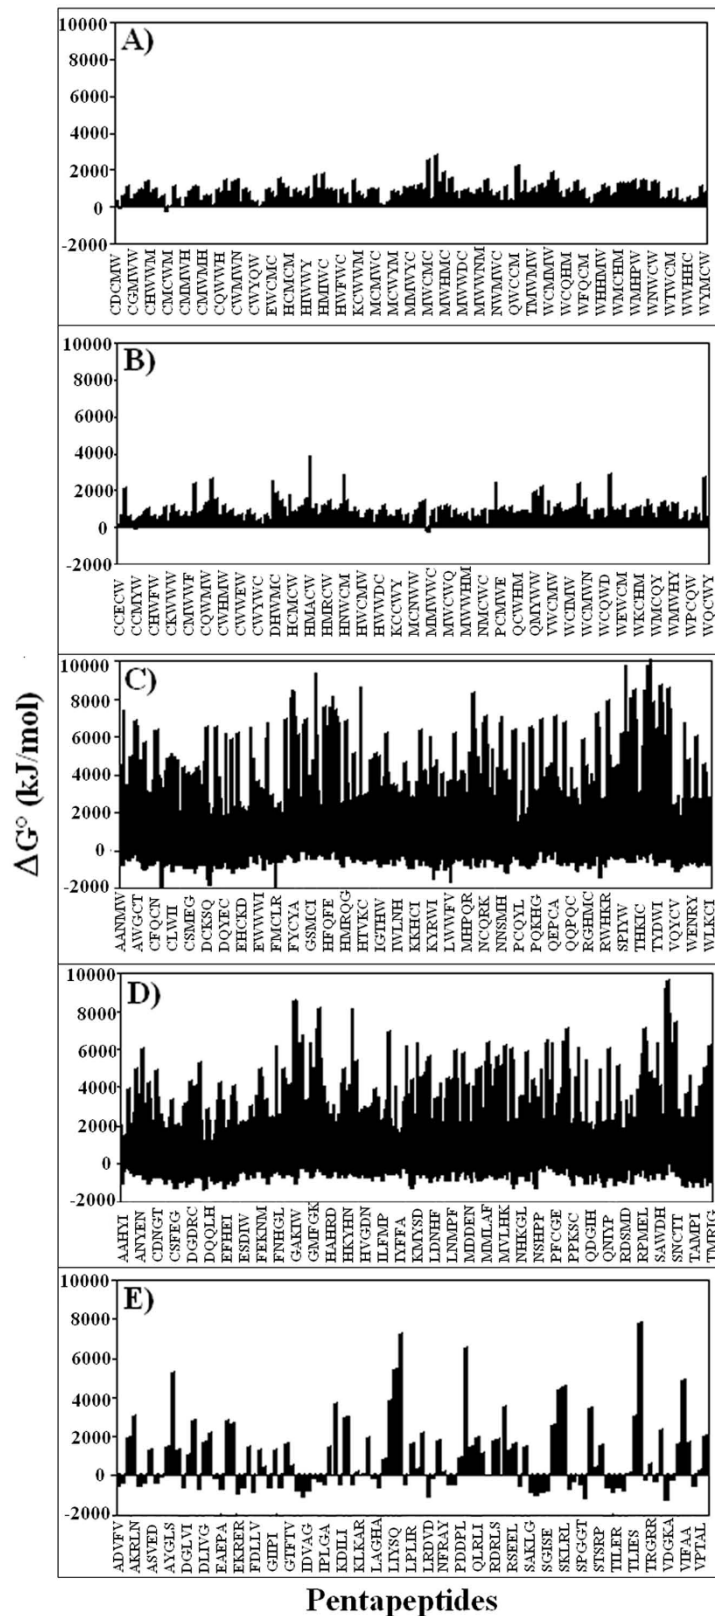 A)
10000
8000
6000
4000
2000
0
-2000
CDCMW
CGMWW
CHWWM
CMCWM
CMMWH
CMWMH
CQWWH
CWMWN
CWYQW
EWCMC
HCMCM
HIWVY
HMIWC
HWFWC
KCWWM
MCMWC
MCWYM
MMVYC
MWCMC
MWHMC
MWVDC
MWWNM
NWMWC
QWCCM
TMWMW
WCMMW
WCQHM
WFQCM
WHHMW
WMCHM
WMHPW
WNWCW
WTWCM
WWHHC
WYMCW
B)
10000
8000
6000
4000
2000
0
-2000
CCECW
CCMYW
CHWFW
CKWWW
CMWWF
CQWMW
CWHMW
CWWEW
CWYWC
DHWMC
HCMCW
HMACW
HMRCW
HNWCM
HWCMW
HVVDC
KCCWY
MCNWW
MMWWC
MWCWQ
MWVHM
NMCWC
PCMWE
QCWHM
QMYWW
VWCMW
WCIMW
WCMWN
WCQWD
WEWCM
WKCHM
WMCQY
WMWHY
WPCQW
WQCWY
ΔG° (kJ/mol)
C)
10000
8000
6000
4000
2000
0
-2000
AANMW
AWGCT
CFQCN
CLWII
CSMEG
DCKSQ
DQYEC
EHCKD
EWWWI
FMCLR
FYCYA
GSMCI
HFQFE
HMRQG
HTVKC
IGTHW
IWLNH
KKHCI
KYRWI
LWWFV
MHPQR
NCQRK
NNSMH
PCQYL
PQKHG
QEPCA
QQPQC
RGHMC
RWHKR
SPIYW
THKIC
TYDWI
VQYCV
WENRY
WLKCI
D)
10000
8000
6000
4000
2000
0
-2000
AAHYI
ANYEN
CDNGT
CSFEG
DGDRC
DQQLH
EFHEI
ESDIW
FEKNM
FNHGL
GAKIW
GMFGK
HAHRD
HKYHN
HVGDN
ILFMP
IYFFA
KMYSD
LDNHF
LNMPF
MDDEN
MMLAF
MVLHK
NHKGL
NSHPP
PFCGE
PPKSC
QDGIH
QNIYP
RDSMD
RPMEL
SAWDH
SNCTT
TAMPI
TMRIG
E)
10000
8000
6000
4000
2000
0
-2000
ADVFV
AKRLN
ASVED
AYGLS
DGLVI
DLIVG
EAEPA
EKRER
FDLLV
GIIPI
GTFTV
IDVAG
IPLGA
KDILI
KLKAR
LAGHA
LIYSQ
LPLIR
LRDVD
NFRAY
PDDPL
QLRLI
RDRLS
RSEEL
SAKLG
SGISE
SKLRL
SPGGT
STSRP
TILER
TLIES
TRGRR
VDGKA
VIFAA
VPTAL
Pentapeptides